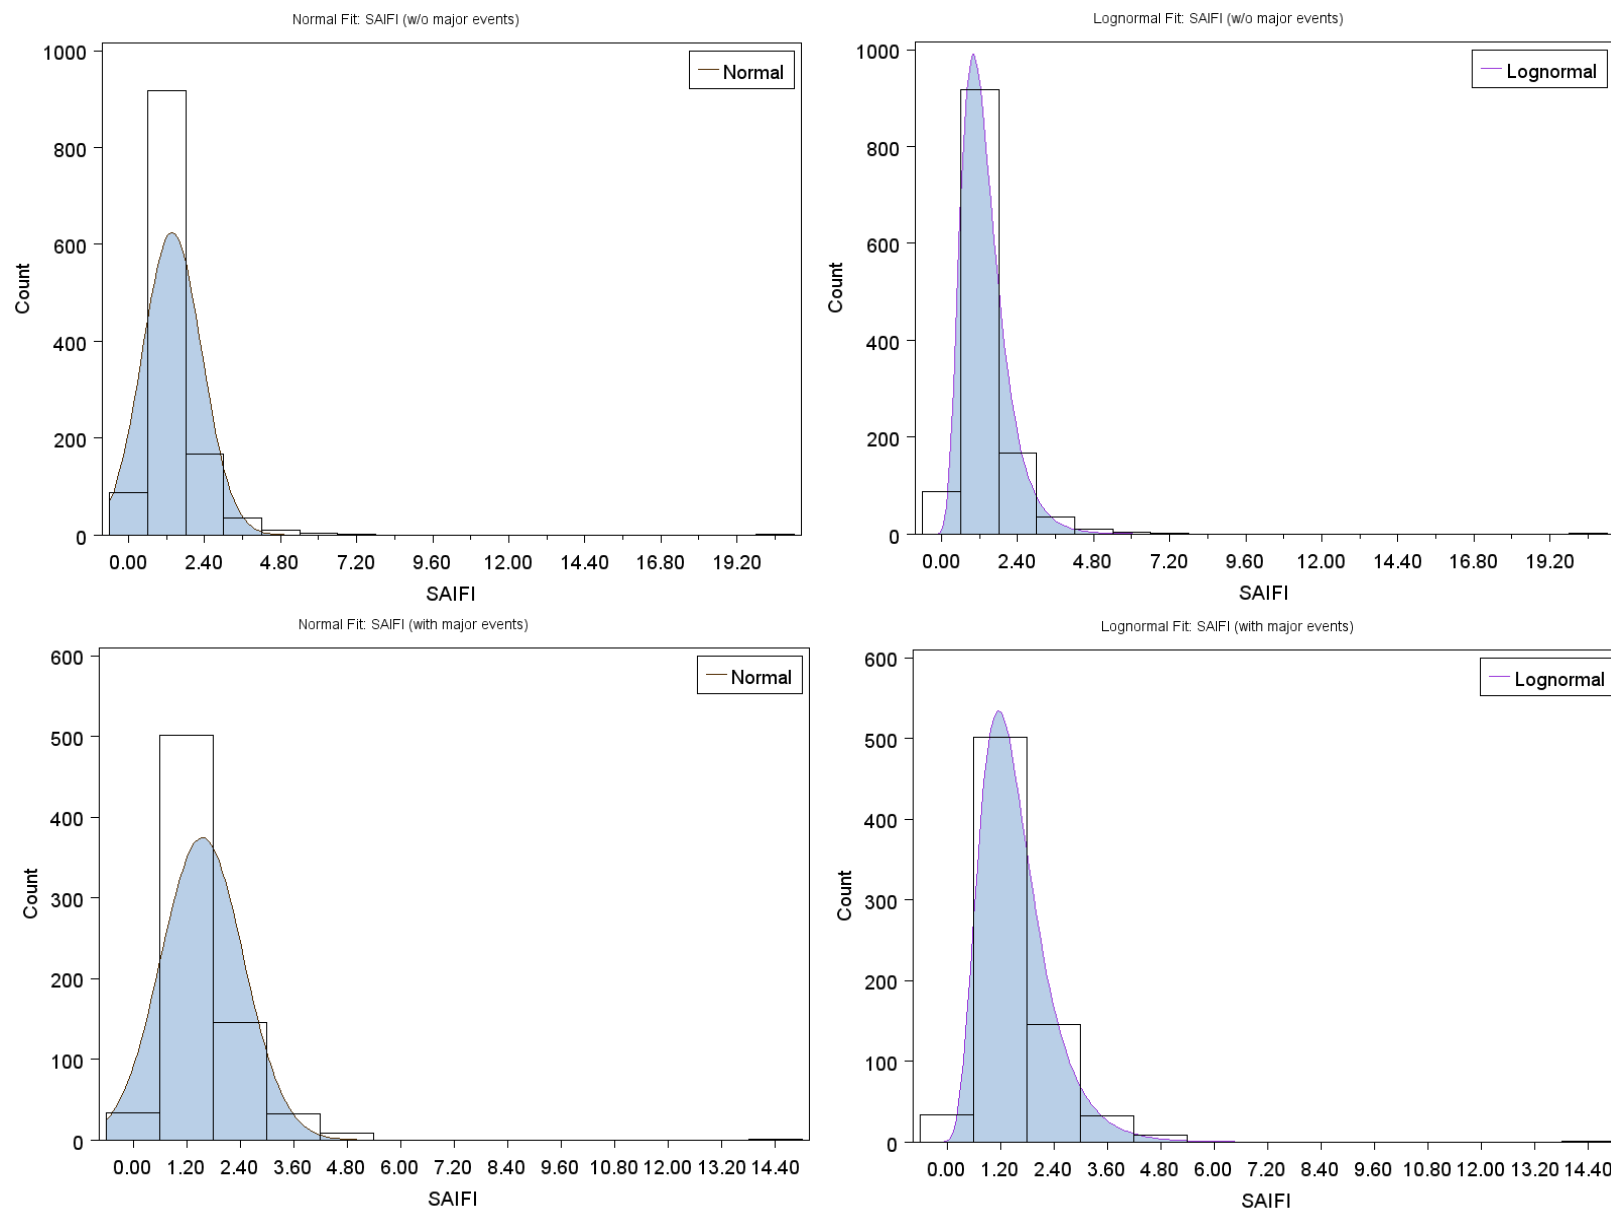 Normal Fit: SAIFI (w/o major events)
1000
800
600
400
200
0
Count
Normal
0.00 2.40 4.80 7.20 9.60 12.00 14.40 16.80 19.20
SAIFI
Lognormal Fit: SAIFI (w/o major events)
1000
800
600
400
200
0
Count
Lognormal
0.00 2.40 4.80 7.20 9.60 12.00 14.40 16.80 19.20
SAIFI
Normal Fit: SAIFI (with major events)
600
500
400
300
200
100
0
Count
Normal
0.00 1.20 2.40 3.60 4.80 6.00 7.20 8.40 9.60 10.80 12.00 13.20 14.40
SAIFI
Lognormal Fit: SAIFI (with major events)
600
500
400
300
200
100
0
Count
Lognormal
0.00 1.20 2.40 3.60 4.80 6.00 7.20 8.40 9.60 10.80 12.00 13.20 14.40
SAIFI